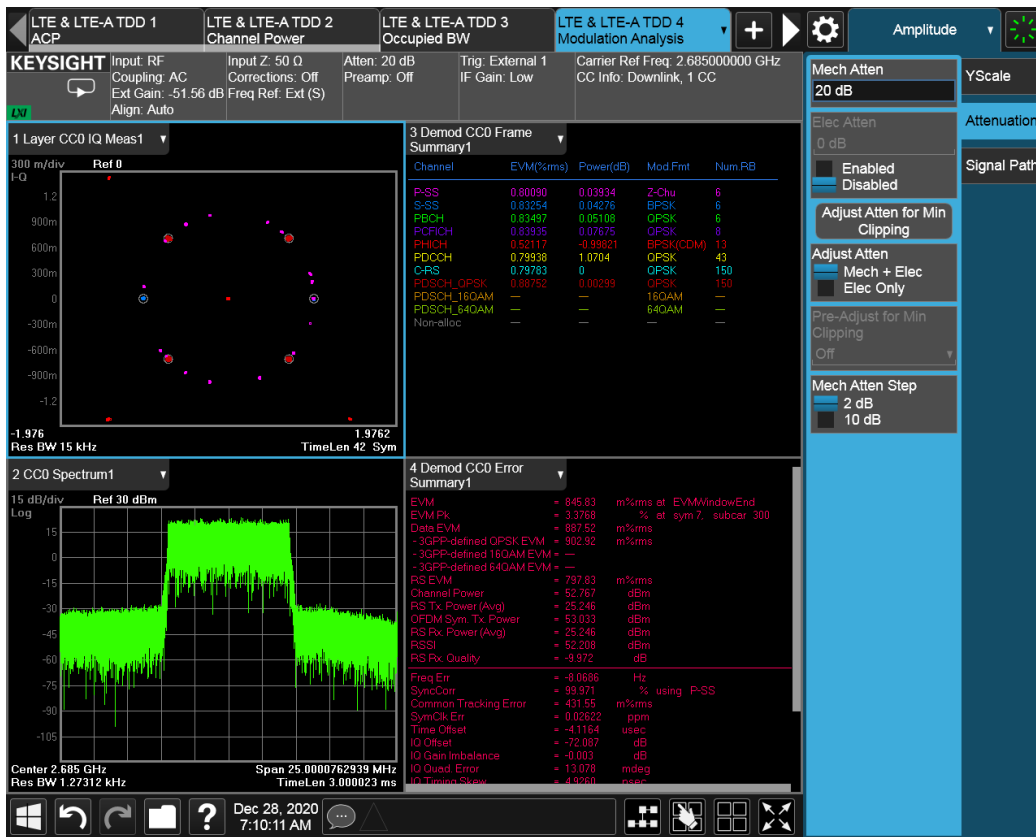 LTE & LTE-A TDD 1
ACP
LTE & LTE-A TDD 2
Channel Power
LTE & LTE-A TDD 3
Occupied BW
LTE & LTE-A TDD 4
Modulation Analysis
Amplitude
KEYSIGHT
LXI
Input: RF
Coupling: AC
Ext Gain: -51.56 dB
Align: Auto
Input Z: 50 Ω
Corrections: Off
Freq Ref: Ext (S)
Atten: 20 dB
Preamp: Off
Trig: External 1
IF Gain: Low
Carrier Ref Freq: 2.685000000 GHz
CC Info: Downlink, 1 CC
1 Layer CC0 IQ Meas1
300 m/div Ref 0
I-Q
1.2
900m
600m
300m
0
-300m
-600m
-900m
-1.2
-1.976 1.9762
Res BW 15 kHz TimeLen 42 Sym
3 Demod CC0 Frame
Summary1
Channel EVM(%rms) Power(dB) Mod.Fmt Num.RB
P-SS 0.80090 0.03934 Z-Chu 6
S-SS 0.83254 0.04276 BPSK 6
PBCH 0.83497 0.05108 QPSK 6
PCFICH 0.83935 0.07675 QPSK 8
PHICH 0.52117 -0.99821 BPSK(CDM) 13
PDCCH 0.79938 1.0704 QPSK 43
C-RS 0.79783 0 QPSK 150
PDSCH_QPSK 0.88752 0.00299 QPSK 150
PDSCH_16QAM — — 16QAM —
PDSCH_64QAM — — 64QAM —
Non-alloc — — —
2 CC0 Spectrum1
15 dB/div Ref 30 dBm
Log
15
0
-15
-30
-45
-60
-75
-90
-105
Center 2.685 GHz Span 25.0000762939 MHz
Res BW 1.27312 kHz TimeLen 3.000023 ms
4 Demod CC0 Error
Summary1
EVM = 845.83 m%rms at EVMWindowEnd
EVM Pk = 3.3768 % at sym 7, subcar 300
Data EVM = 887.52 m%rms
- 3GPP-defined QPSK EVM = 902.92 m%rms
- 3GPP-defined 16QAM EVM = —
- 3GPP-defined 64QAM EVM = —
RS EVM = 797.83 m%rms
Channel Power = 52.767 dBm
RS Tx. Power (Avg) = 25.246 dBm
OFDM Sym. Tx. Power = 53.033 dBm
RS Rx. Power (Avg) = 25.246 dBm
RSSI = 52.208 dBm
RS Rx. Quality = -9.972 dB
Freq Err = -8.0686 Hz
SyncCorr = 99.971 % using P-SS
Common Tracking Error = 431.55 m%rms
SymClk Err = 0.02622 ppm
Time Offset = -4.1164 usec
IQ Offset = -72.087 dB
IQ Gain Imbalance = -0.003 dB
IQ Quad. Error = 13.078 mdeg
IQ Timing Skew = 4.9260 psec
Mech Atten
20 dB
Elec Atten
0 dB
Enabled
Disabled
Adjust Atten for Min
Clipping
Adjust Atten
Mech + Elec
Elec Only
Pre-Adjust for Min
Clipping
Off
Mech Atten Step
2 dB
10 dB
YScale
Attenuation
Signal Path
?
Dec 28, 2020
7:10:11 AM